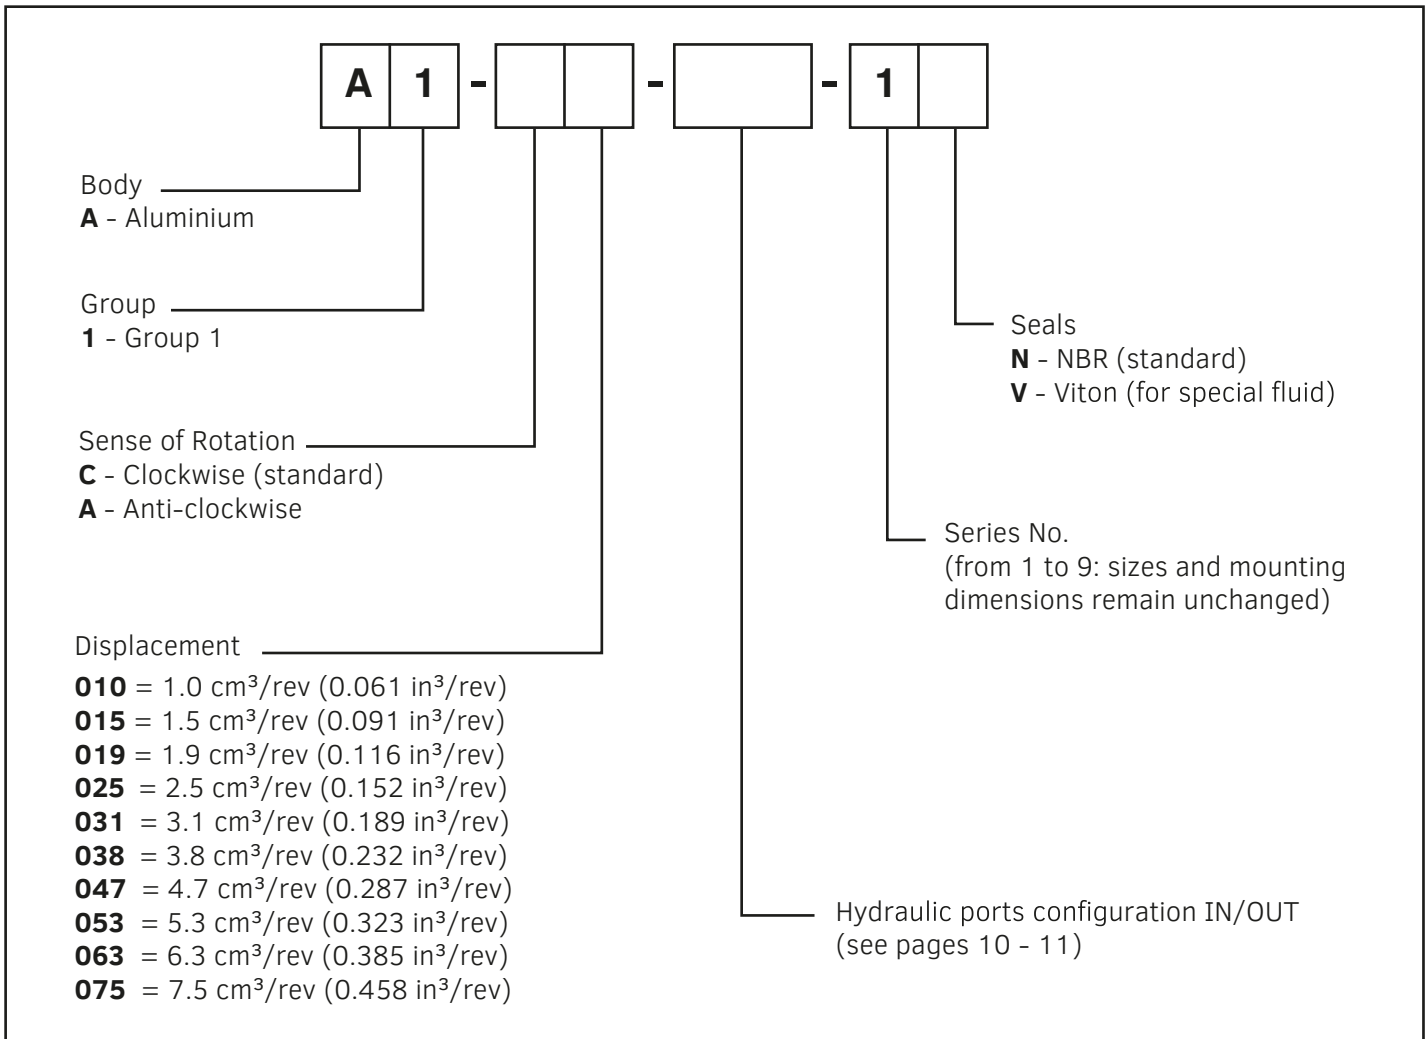 A 1 - - - 1
Body
A - Aluminium
Group
1 - Group 1
Seals
N - NBR (standard)
V - Viton (for special fluid)
Sense of Rotation
C - Clockwise (standard)
A - Anti-clockwise
Series No.
(from 1 to 9: sizes and mounting
dimensions remain unchanged)
Displacement
010 = 1.0 cm³/rev (0.061 in³/rev)
015 = 1.5 cm³/rev (0.091 in³/rev)
019 = 1.9 cm³/rev (0.116 in³/rev)
025 = 2.5 cm³/rev (0.152 in³/rev)
031 = 3.1 cm³/rev (0.189 in³/rev)
038 = 3.8 cm³/rev (0.232 in³/rev)
047 = 4.7 cm³/rev (0.287 in³/rev)
053 = 5.3 cm³/rev (0.323 in³/rev)
063 = 6.3 cm³/rev (0.385 in³/rev)
075 = 7.5 cm³/rev (0.458 in³/rev)
Hydraulic ports configuration IN/OUT
(see pages 10 - 11)